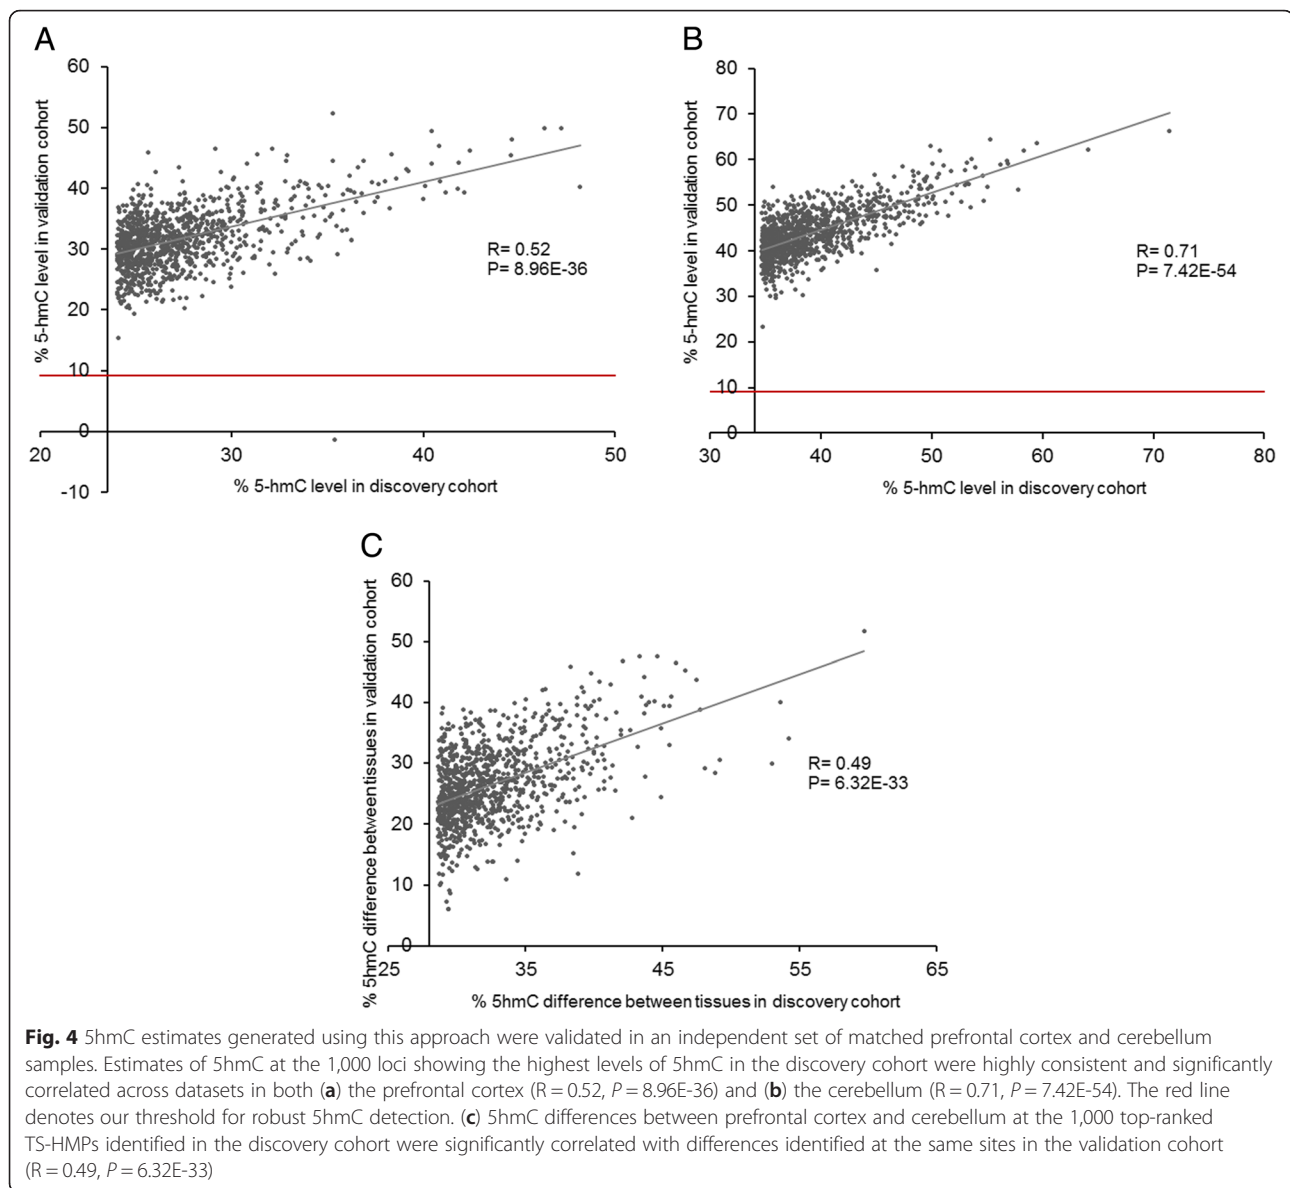 A
60
50
40
30
20
10
0
-10
20
30
40
50
% 5-hmC level in validation cohort
% 5-hmC level in discovery cohort
R= 0.52
P= 8.96E-36
B
80
70
60
50
40
30
20
10
0
30
40
50
60
70
80
% 5-hmC level in validation cohort
% 5-hmC level in discovery cohort
R= 0.71
P= 7.42E-54
C
60
50
40
30
20
10
0
25
35
45
55
65
% 5hmC difference between tissues in validation cohort
% 5hmC difference between tissues in discovery cohort
R= 0.49
P= 6.32E-33
Fig. 4 5hmC estimates generated using this approach were validated in an independent set of matched prefrontal cortex and cerebellum
samples. Estimates of 5hmC at the 1,000 loci showing the highest levels of 5hmC in the discovery cohort were highly consistent and significantly
correlated across datasets in both (a) the prefrontal cortex (R = 0.52, P = 8.96E-36) and (b) the cerebellum (R = 0.71, P = 7.42E-54). The red line
denotes our threshold for robust 5hmC detection. (c) 5hmC differences between prefrontal cortex and cerebellum at the 1,000 top-ranked
TS-HMPs identified in the discovery cohort were significantly correlated with differences identified at the same sites in the validation cohort
(R = 0.49, P = 6.32E-33)